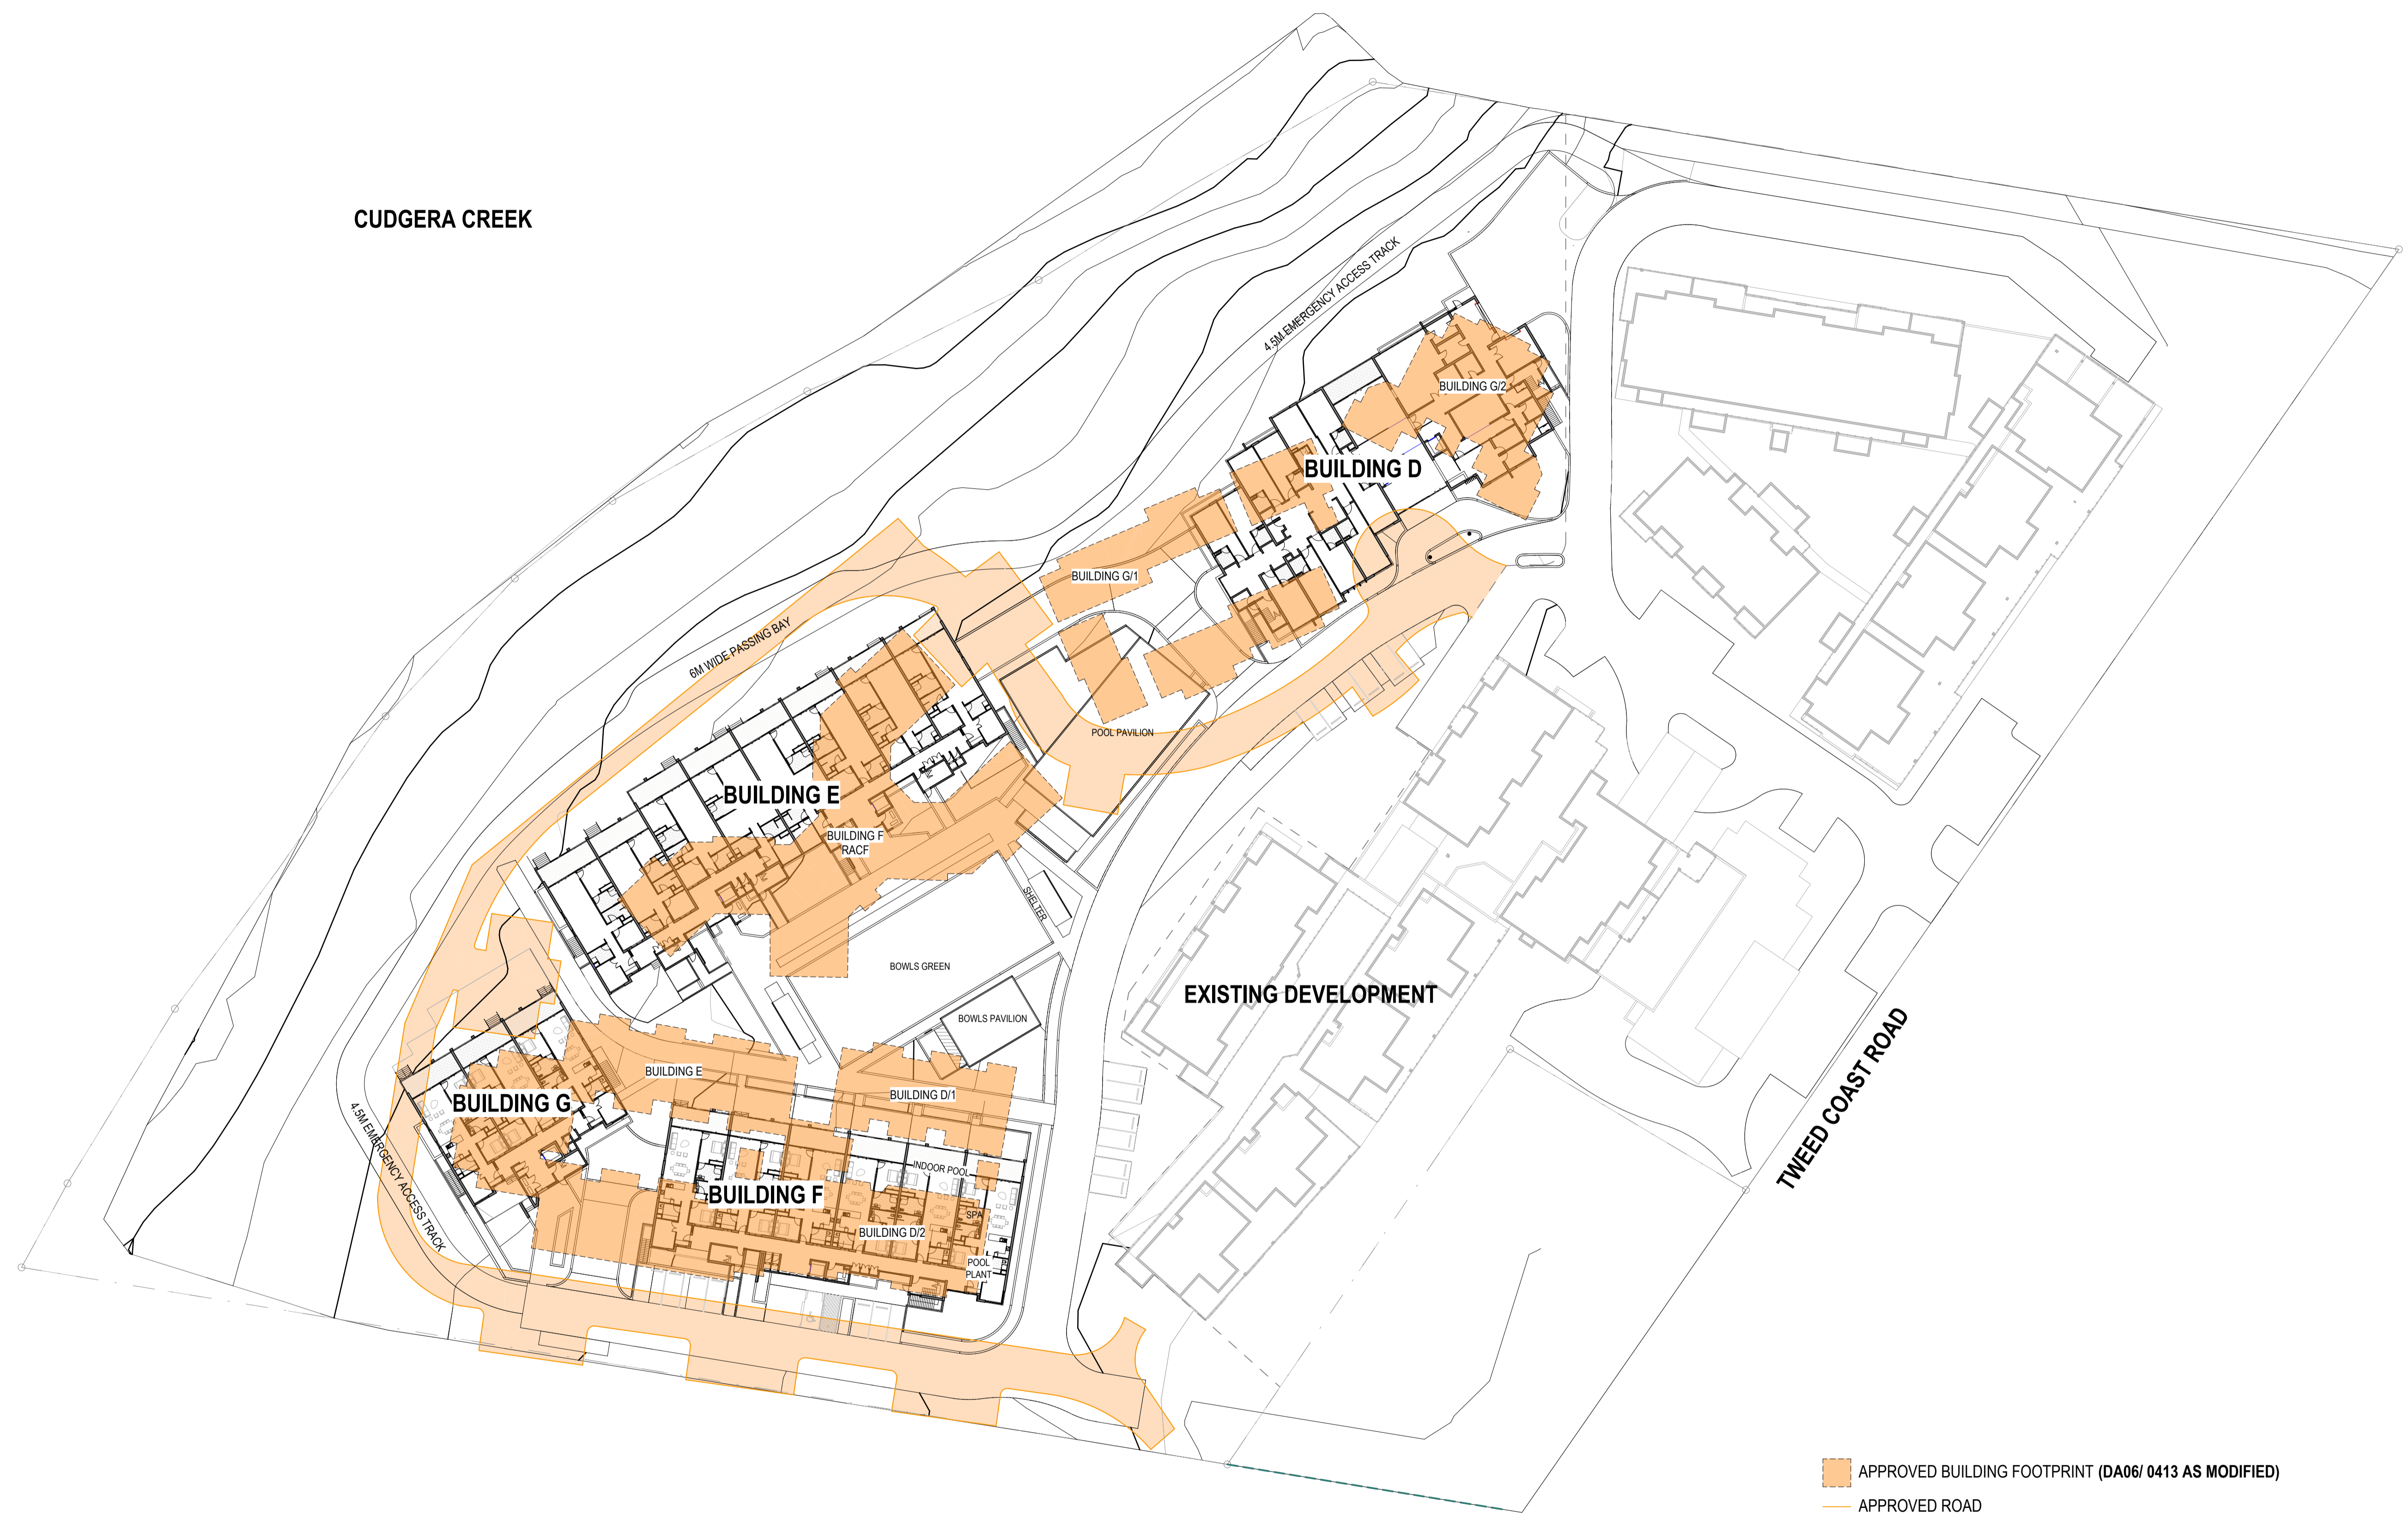 CUDGERA CREEK
4.5M EMERGENCY ACCESS TRACK
BUILDING G/2
BUILDING D
BUILDING G/1
6M WIDE PASSING BAY
POOL PAVILION
BUILDING E
BUILDING F
RACF
SHELTER
BOWLS GREEN
EXISTING DEVELOPMENT
BOWLS PAVILION
TWEED COAST ROAD
BUILDING E
BUILDING D/1
BUILDING G
4.5M EMERGENCY ACCESS TRACK
INDOOR POOL
BUILDING F
SPA
BUILDING D/2
POOL
PLANT
APPROVED BUILDING FOOTPRINT (DA06/ 0413 AS MODIFIED)
APPROVED ROAD